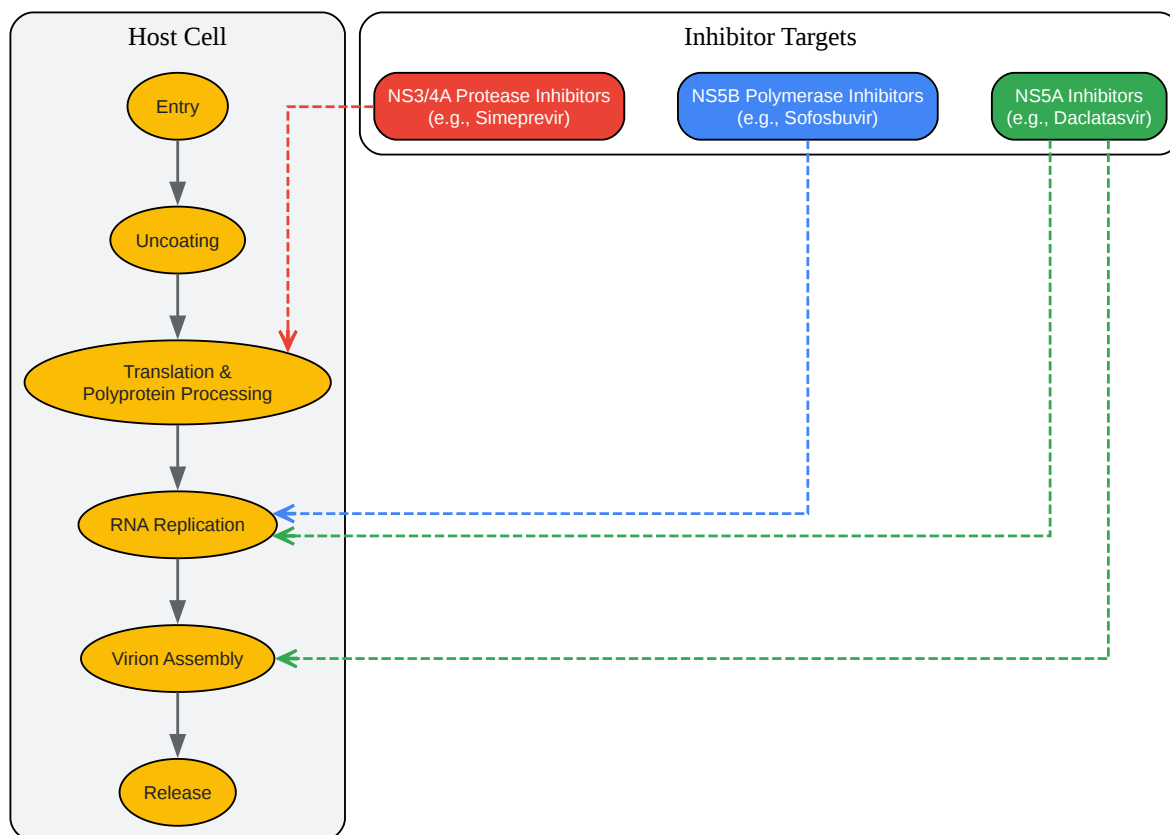 Host Cell
Entry
Uncoating
Translation &
Polyprotein Processing
RNA Replication
Virion Assembly
Release
Inhibitor Targets
NS3/4A Protease Inhibitors
(e.g., Simeprevir)
NS5B Polymerase Inhibitors
(e.g., Sofosbuvir)
NS5A Inhibitors
(e.g., Daclatasvir)